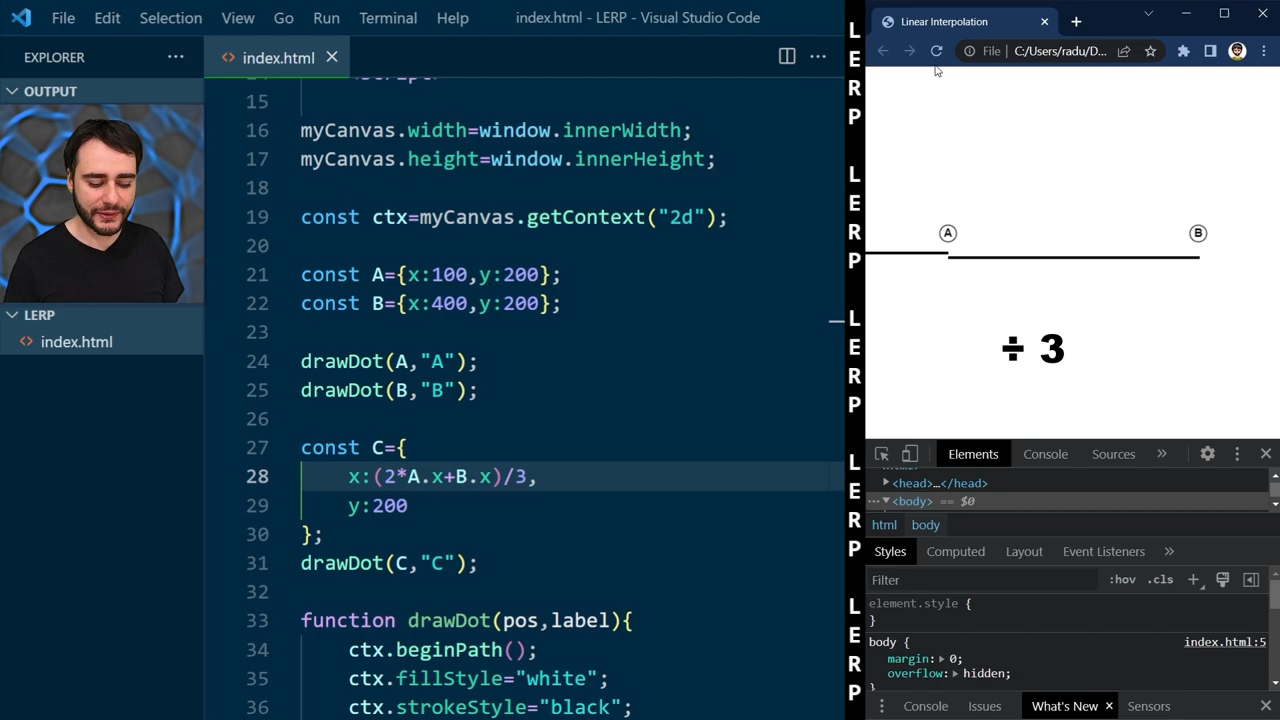 File Edit Selection View Go Run Terminal Help
index.html - LERP - Visual Studio Code
EXPLORER
OUTPUT
LERP
index.html
index.html
15
16 myCanvas.width=window.innerWidth;
17 myCanvas.height=window.innerHeight;
18
19 const ctx=myCanvas.getContext("2d");
20
21 const A={x:100,y:200};
22 const B={x:400,y:200};
23
24 drawDot(A,"A");
25 drawDot(B,"B");
26
27 const C={
28 x:(2*A.x+B.x)/3,
29 y:200
30 };
31 drawDot(C,"C");
32
33 function drawDot(pos,label){
34 ctx.beginPath();
35 ctx.fillStyle="white";
36 ctx.strokeStyle="black";
L
E
R
P
L
E
R
P
L
E
R
P
L
E
R
P
L
E
R
P
Linear Interpolation
File C:/Users/radu/D...
A B
÷ 3
Elements Console Sources »
<head>…</head>
<body> == $0
html body
Styles Computed Layout Event Listeners »
Filter :hov .cls +
element.style {
}
body { index.html:5
margin: 0;
overflow: hidden;
}
Console Issues What's New Sensors